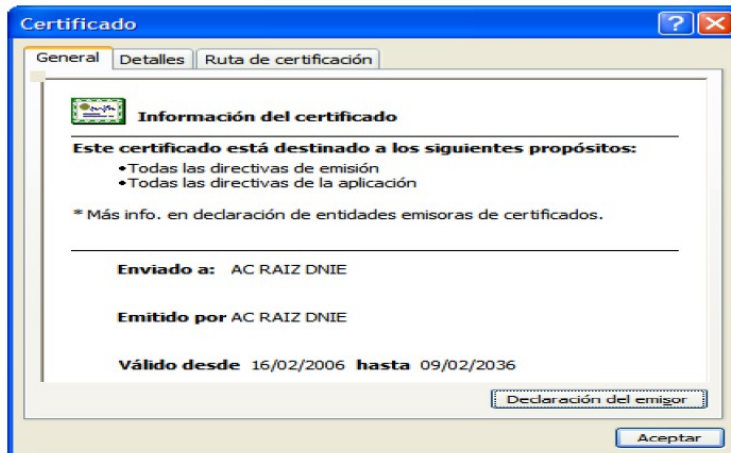 Certificado
General Detalles Ruta de certificación
Información del certificado
Este certificado está destinado a los siguientes propósitos:
•Todas las directivas de emisión
•Todas las directivas de la aplicación
* Más info. en declaración de entidades emisoras de certificados.
Enviado a: AC RAIZ DNIE
Emitido por AC RAIZ DNIE
Válido desde 16/02/2006 hasta 09/02/2036
Declaración del emisor
Aceptar